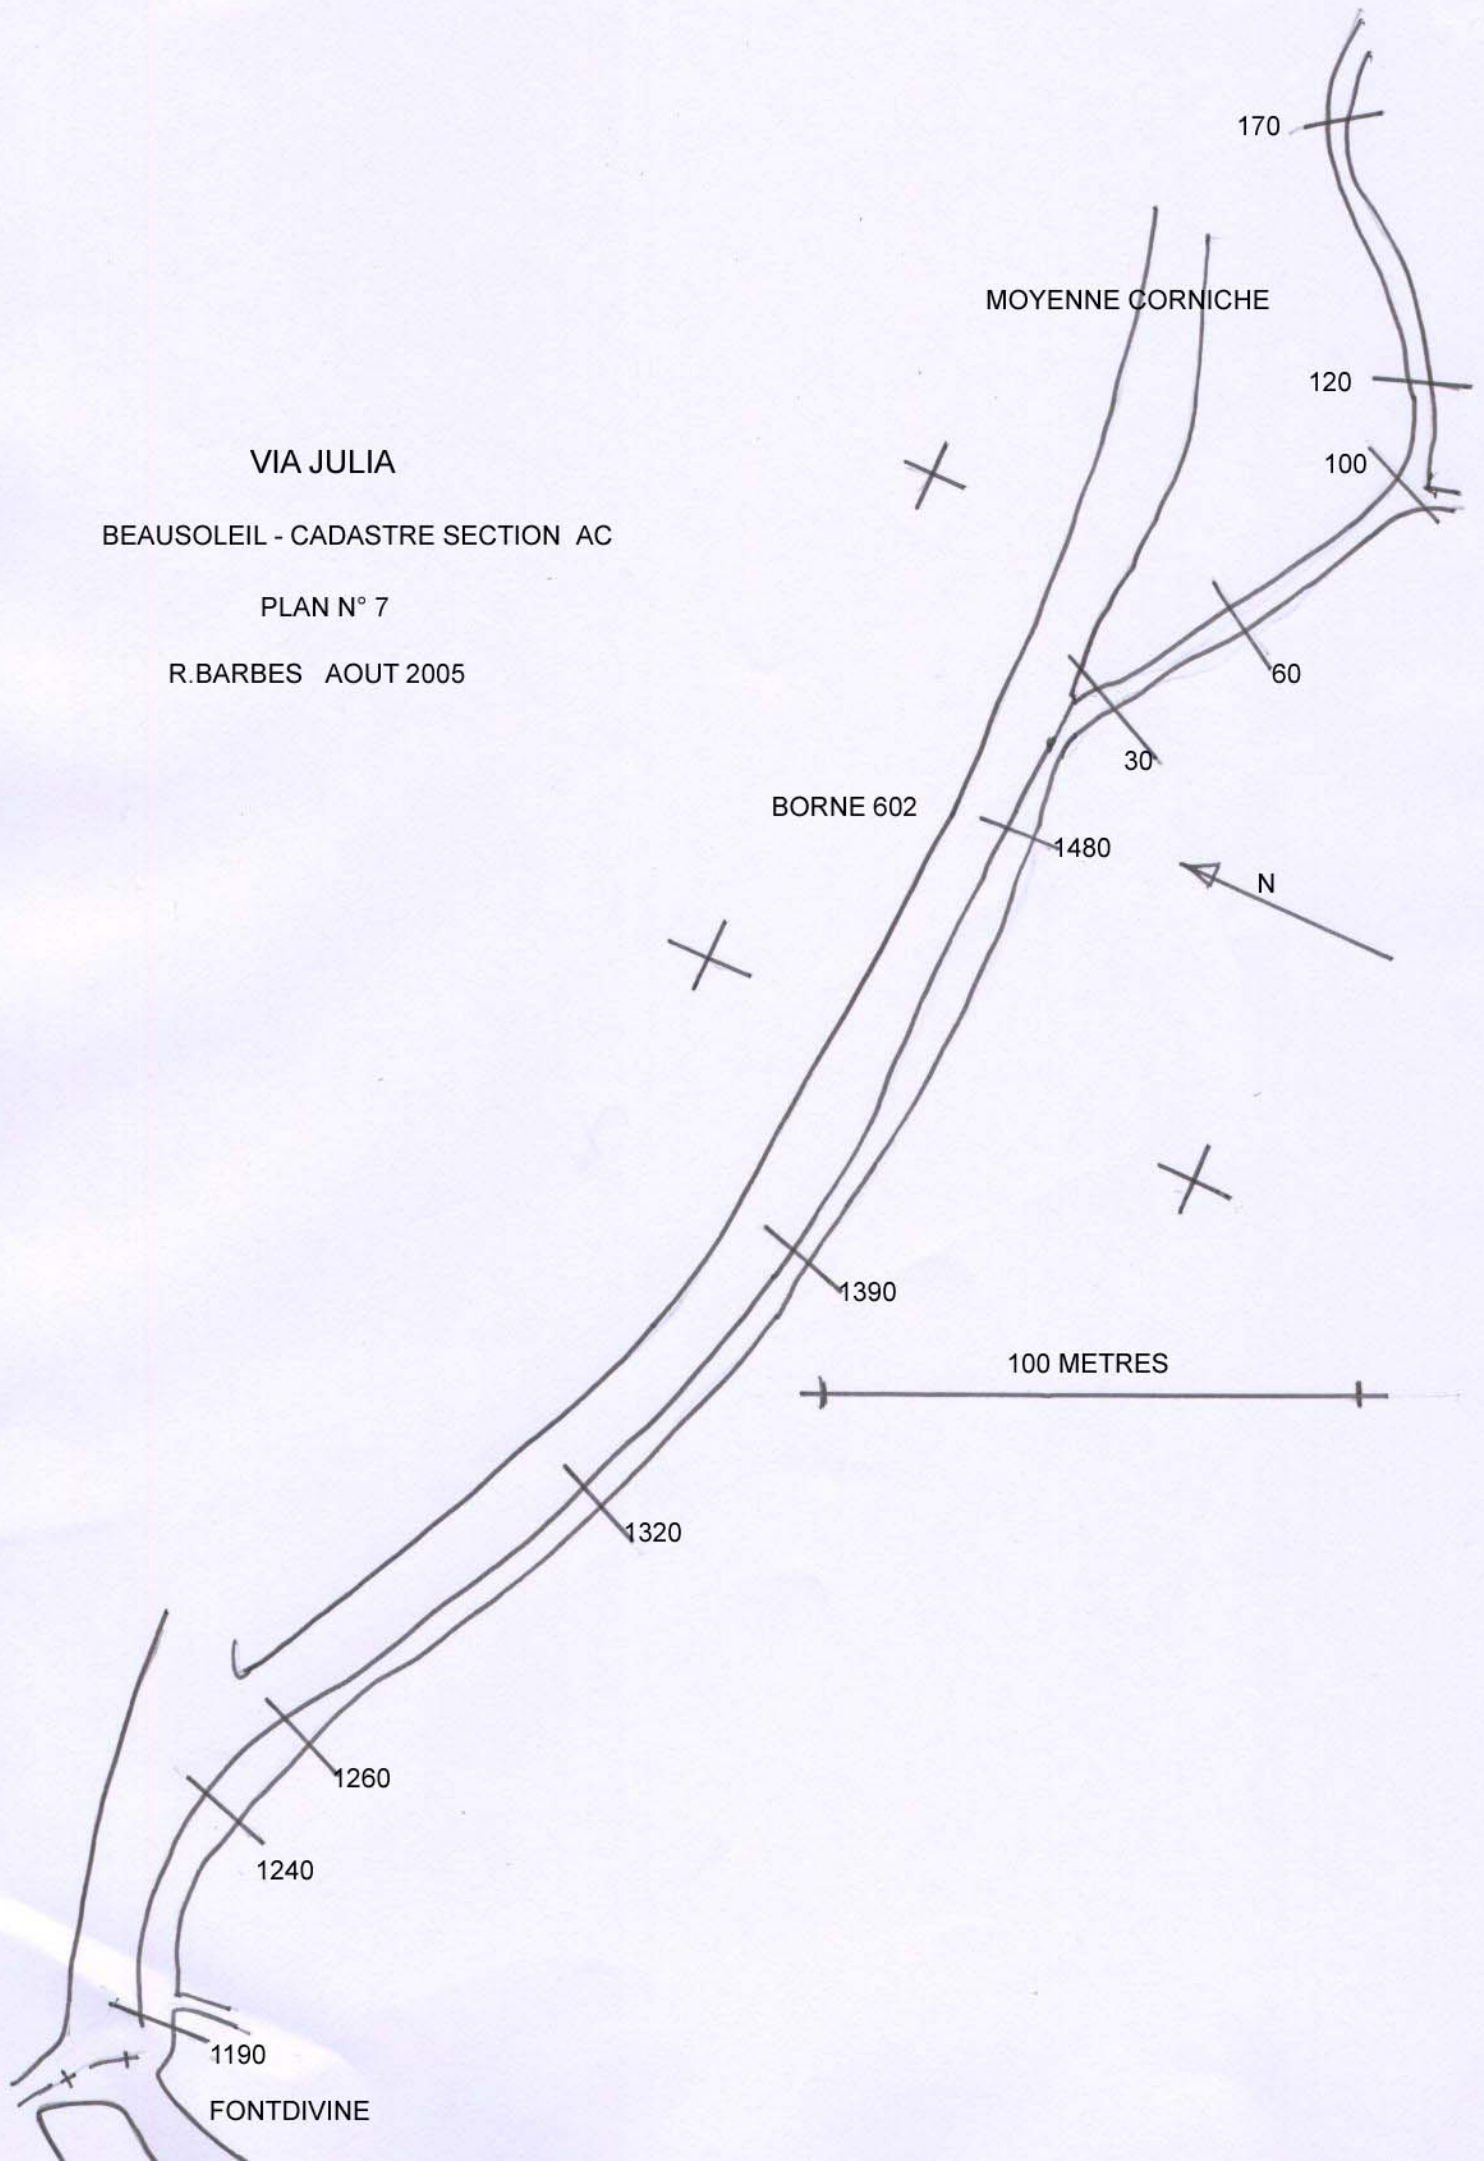 170
MOYENNE CORNICHE
120
VIA JULIA
100
BEAUSOLEIL - CADASTRE SECTION AC
PLAN N° 7
R.BARBES AOUT 2005
60
30
BORNE 602
1480
N
1390
100 METRES
1320
1260
1240
1190
FONTDIVINE